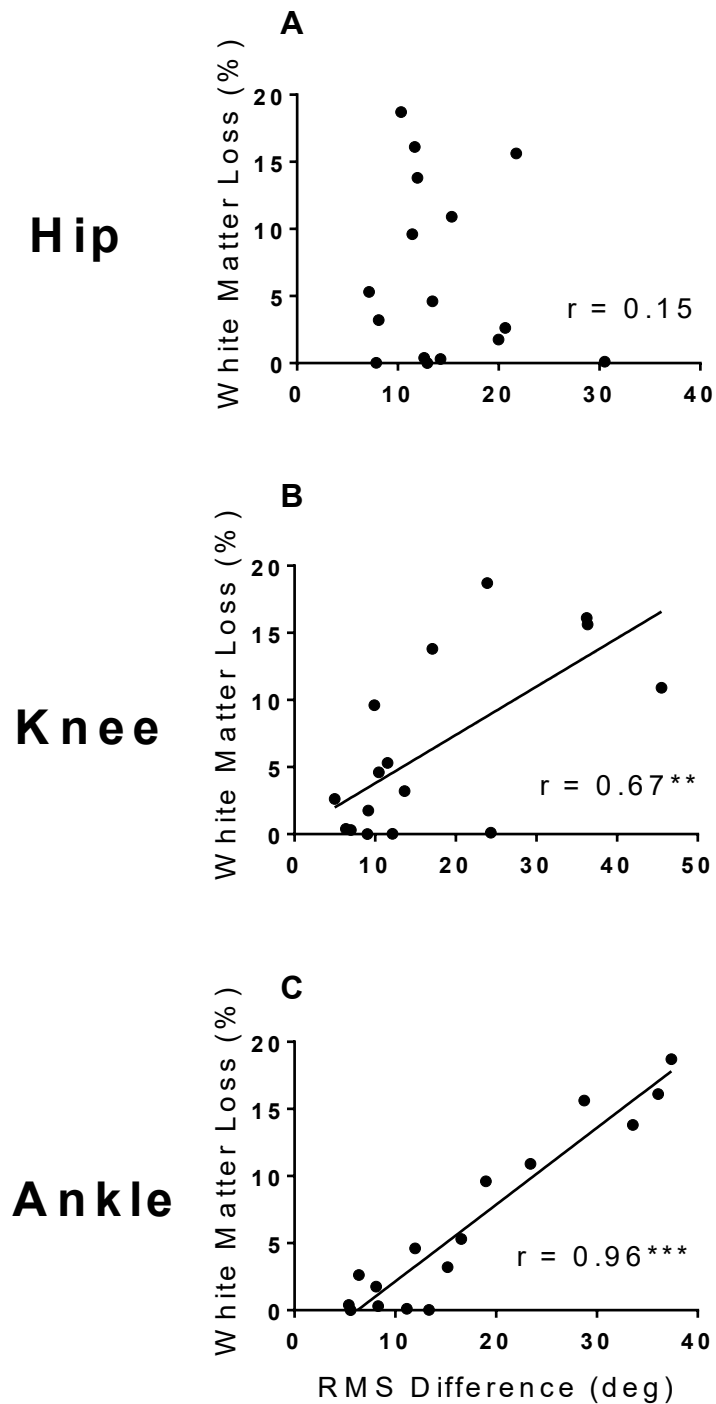 A
White Matter Loss (%)
20
15
10
5
0
Hip
r = 0.15
0 10 20 30 40
B
White Matter Loss (%)
20
15
10
5
0
Knee
r = 0.67**
0 10 20 30 40 50
C
White Matter Loss (%)
20
15
10
5
0
Ankle
r = 0.96***
0 10 20 30 40
RMS Difference (deg)